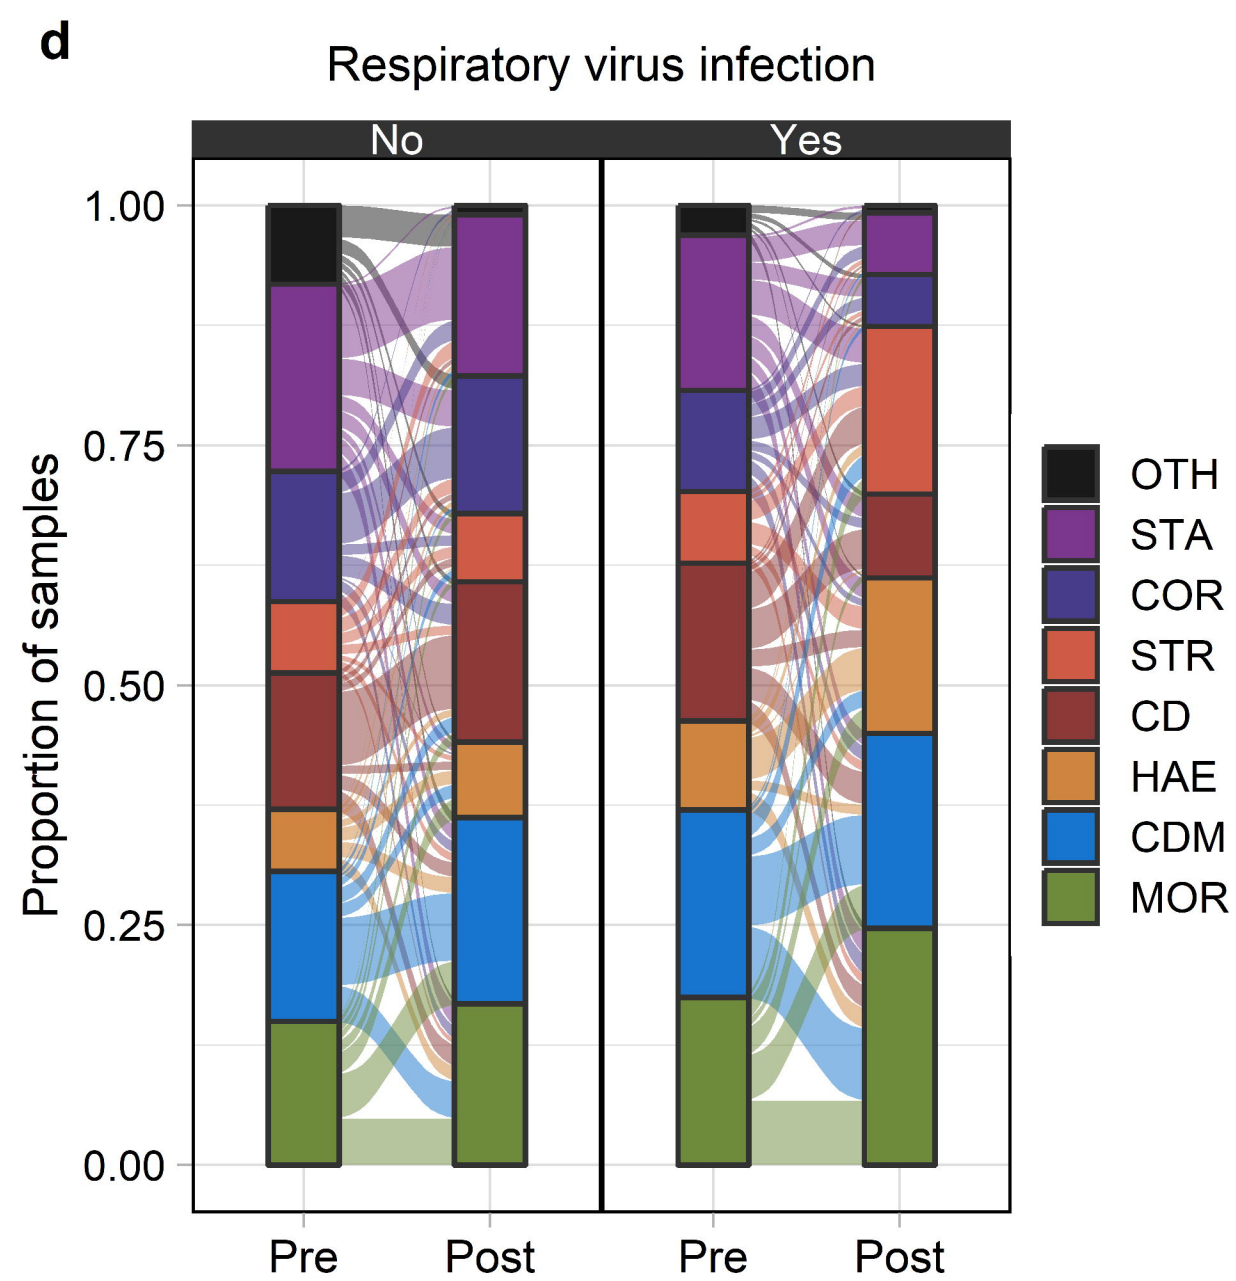 d
Respiratory virus infection
No
Yes
1.00
0.75
0.50
0.25
0.00
Proportion of samples
Pre
Post
Pre
Post
OTH
STA
COR
STR
CD
HAE
CDM
MOR